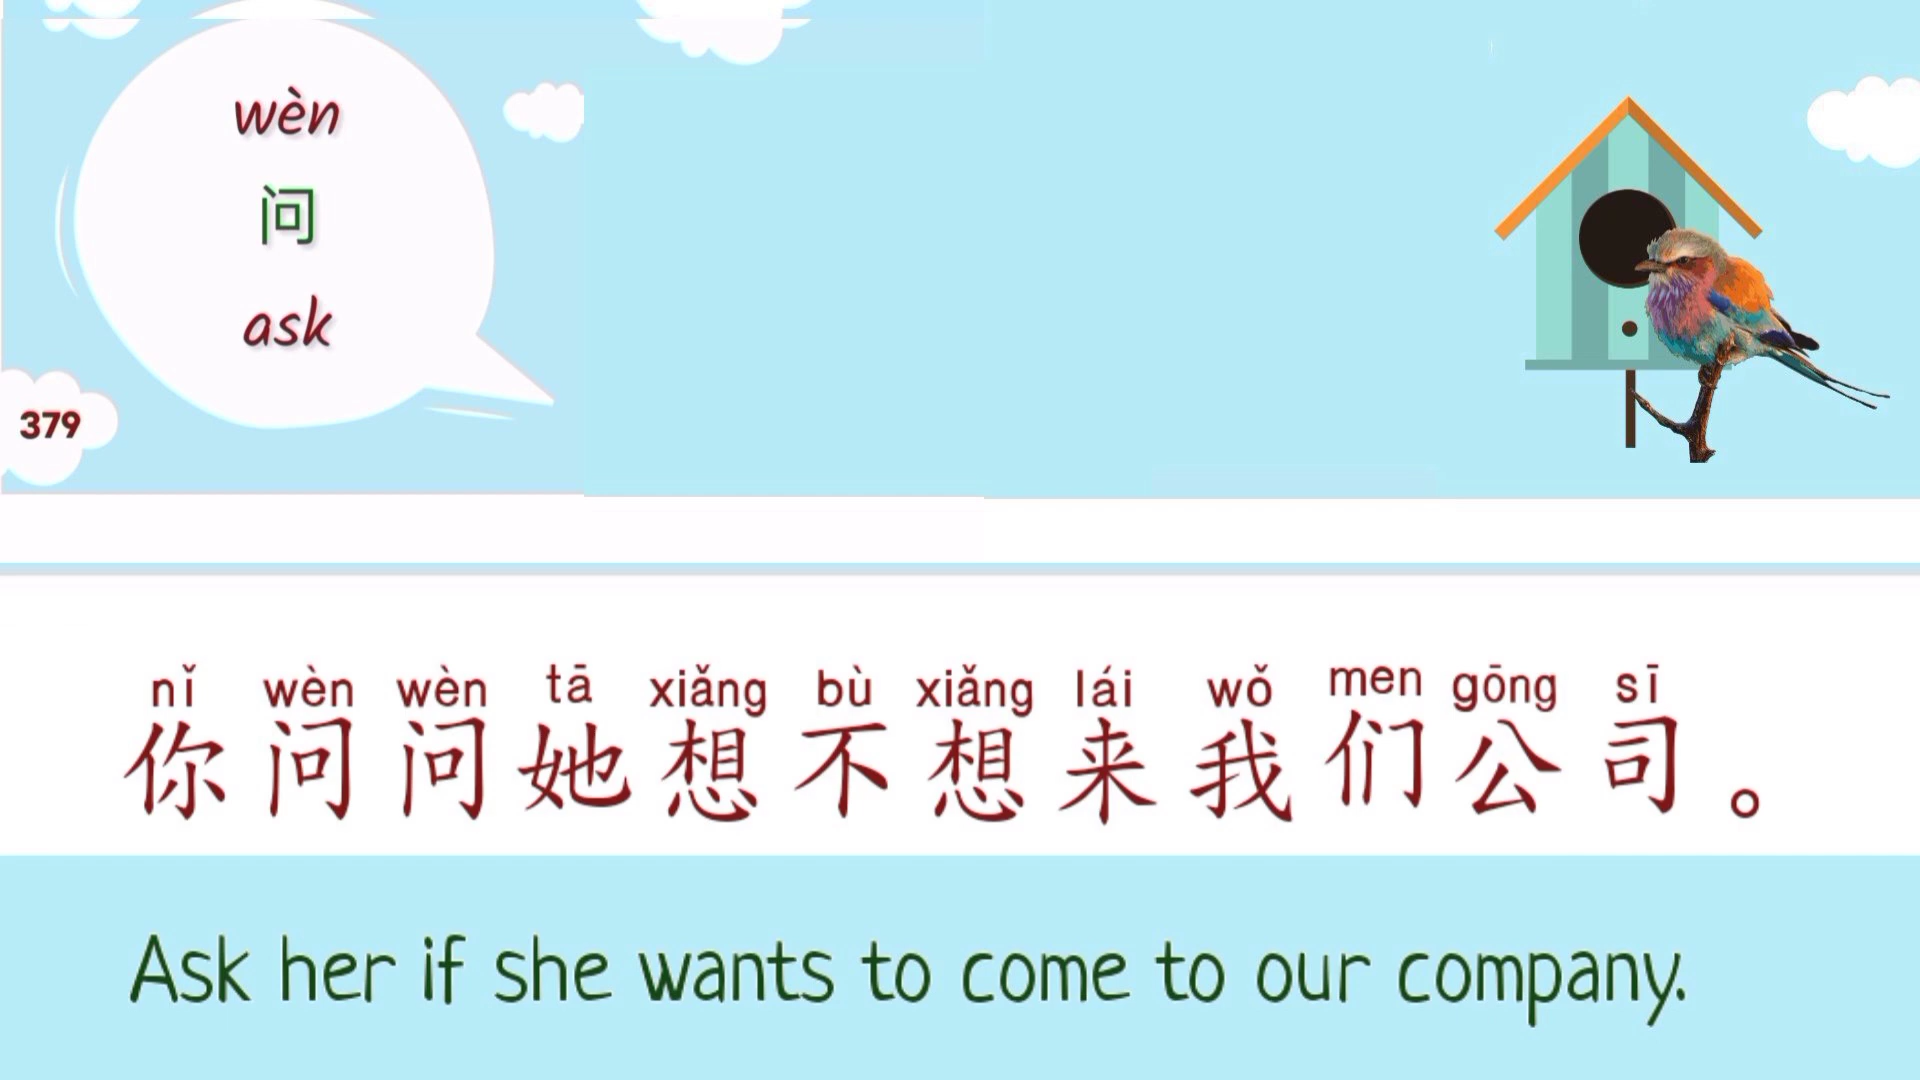 wèn
问
ask
379
nǐ wèn wèn tā xiǎng bù xiǎng lái wǒ men gōng sī
你问问她想不想来我们公司。
Ask her if she wants to come to our company.